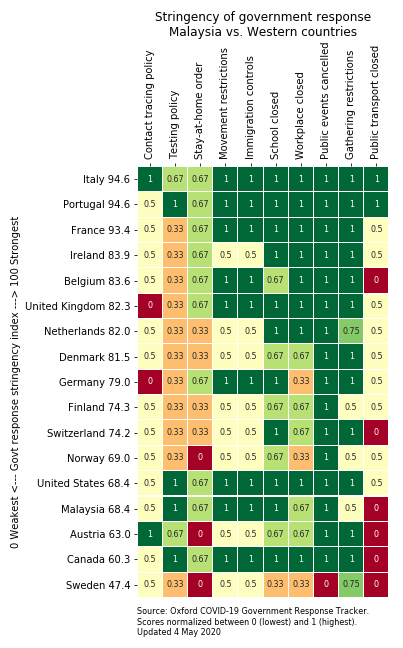 Stringency of government response
Malaysia vs. Western countries
Contact tracing policy
Testing policy
Stay-at-home order
Movement restrictions
Immigration controls
School closed
Workplace closed
Public events cancelled
Gathering restrictions
Public transport closed
0 Weakest <--- Govt response stringency index ---> 100 Strongest
Italy 94.6 1 0.67 0.67 1 1 1 1 1 1 1
Portugal 94.6 0.5 1 0.67 1 1 1 1 1 1 1
France 93.4 0.5 0.33 0.67 1 1 1 1 1 1 0.5
Ireland 83.9 0.5 0.33 0.67 0.5 0.5 1 1 1 1 0.5
Belgium 83.6 0.5 0.33 0.67 1 1 0.67 1 1 1 0
United Kingdom 82.3 0 0.33 0.67 1 1 1 1 1 1 0.5
Netherlands 82.0 0.5 0.33 0.33 0.5 0.5 1 1 1 0.75 0.5
Denmark 81.5 0.5 0.33 0.33 0.5 0.5 0.67 0.67 1 1 0.5
Germany 79.0 0 0.33 0.67 1 1 1 0.33 1 1 0.5
Finland 74.3 0.5 0.33 0.33 0.5 0.5 0.67 0.67 1 0.5 0.5
Switzerland 74.2 0.5 0.33 0.33 0.5 0.5 1 0.67 1 1 0
Norway 69.0 0.5 0.33 0 0.5 0.5 0.67 0.33 1 0.5 0.5
United States 68.4 0.5 1 0.67 1 1 1 1 1 1 0.5
Malaysia 68.4 0.5 1 0.67 1 1 1 0.67 1 0.5 0
Austria 63.0 1 0.67 0 0.5 0.5 0.67 0.67 1 1 0
Canada 60.3 0.5 1 0.67 1 1 1 1 1 1 0
Sweden 47.4 0.5 0.33 0 0.5 0.5 0.33 0.33 0 0.75 0
Source: Oxford COVID-19 Government Response Tracker.
Scores normalized between 0 (lowest) and 1 (highest).
Updated 4 May 2020